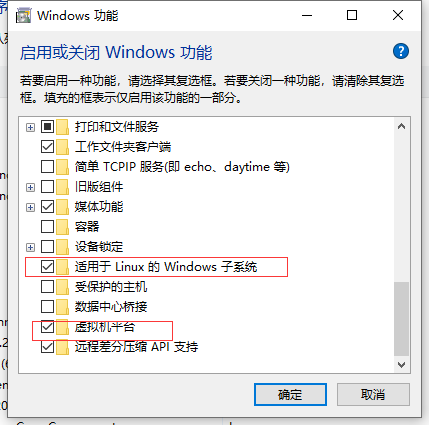 Windows 功能
启用或关闭 Windows 功能
若要启用一种功能，请选择其复选框。若要关闭一种功能，请清除其复选
框。填充的框表示仅启用该功能的一部分。
打印和文件服务
工作文件夹客户端
简单 TCPIP 服务(即 echo、daytime 等)
旧版组件
媒体功能
容器
设备锁定
适用于 Linux 的 Windows 子系统
受保护的主机
数据中心桥接
虚拟机平台
远程差分压缩 API 支持
确定
取消